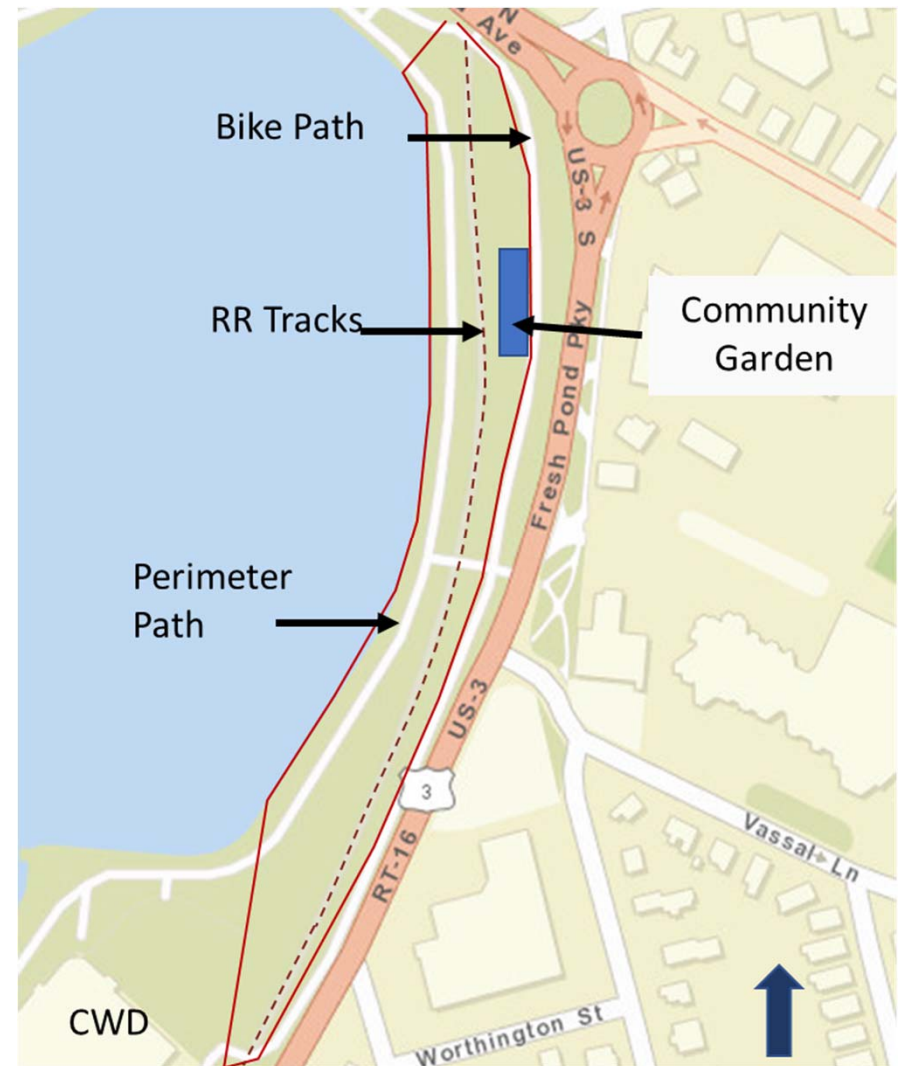 N
Ave
Bike Path
US-3 S
RR Tracks
Community
Garden
Fresh Pond Pky
Perimeter
Path
US-3
3
RT-16
Vassal Ln
CWD
Worthington St